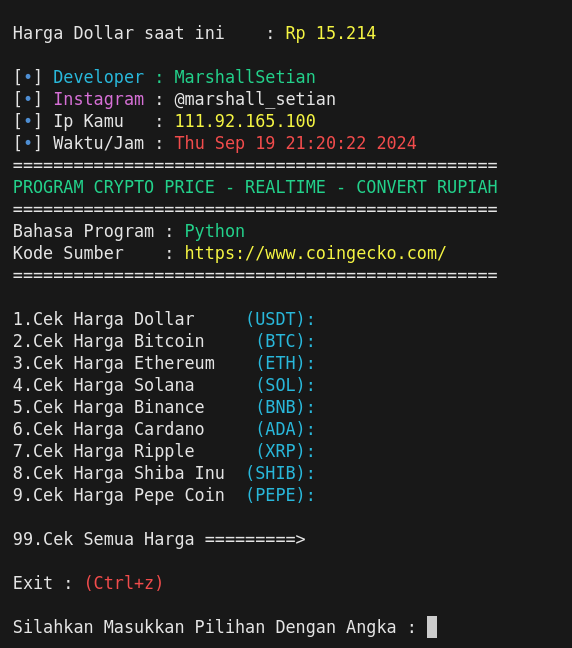 Harga Dollar saat ini    : Rp 15.214
[•] Developer : MarshallSetian
[•] Instagram : @marshall_setian
[•] Ip Kamu   : 111.92.165.100
[•] Waktu/Jam : Thu Sep 19 21:20:22 2024
================================================
PROGRAM CRYPTO PRICE - REALTIME - CONVERT RUPIAH
================================================
Bahasa Program : Python
Kode Sumber    : https://www.coingecko.com/
================================================
1.Cek Harga Dollar     (USDT):
2.Cek Harga Bitcoin     (BTC):
3.Cek Harga Ethereum    (ETH):
4.Cek Harga Solana      (SOL):
5.Cek Harga Binance     (BNB):
6.Cek Harga Cardano     (ADA):
7.Cek Harga Ripple      (XRP):
8.Cek Harga Shiba Inu  (SHIB):
9.Cek Harga Pepe Coin  (PEPE):
99.Cek Semua Harga =========>
Exit : (Ctrl+z)
Silahkan Masukkan Pilihan Dengan Angka :